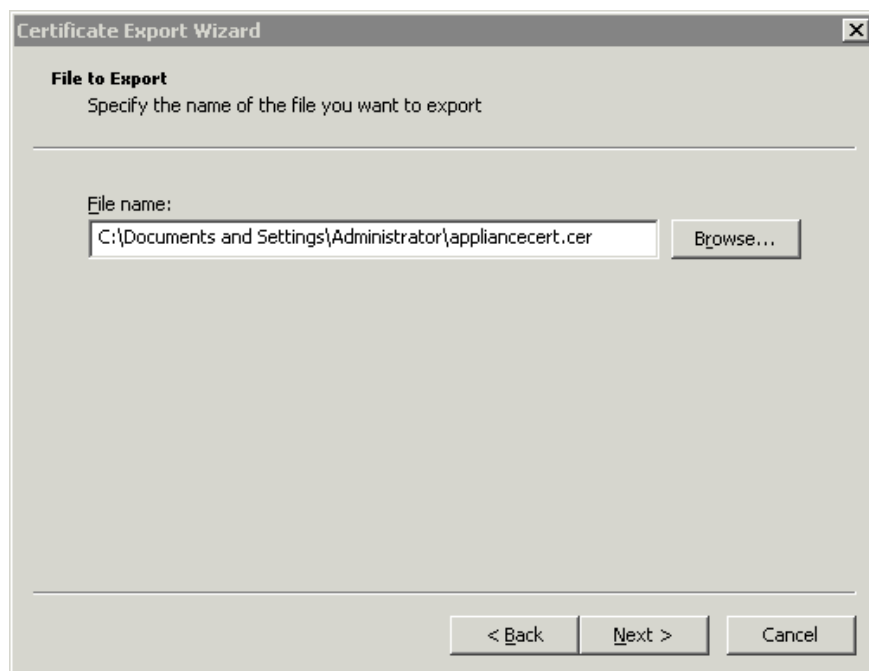 Certificate Export Wizard
File to Export
Specify the name of the file you want to export
File name:
C:\Documents and Settings\Administrator\appliancecert.cer
Browse...
< Back
Next >
Cancel